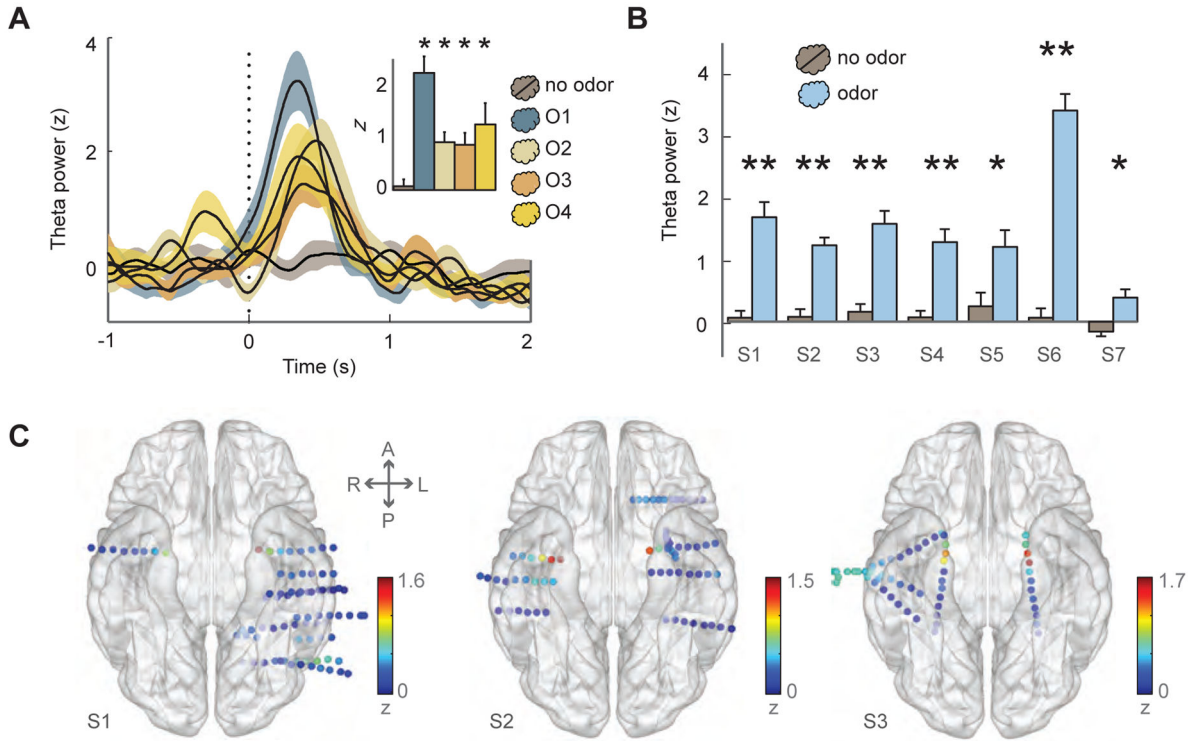 A
Theta power (z)
4
2
0
-1
0
1
2
Time (s)
* * * *
z
2
1
0
no odor
O1
O2
O3
O4
B
Theta power (z)
4
3
2
1
0
no odor
odor
** ** ** ** * ** *
S1 S2 S3 S4 S5 S6 S7
C
A
R L
P
1.6
0
z
S1
1.5
0
z
S2
1.7
0
z
S3